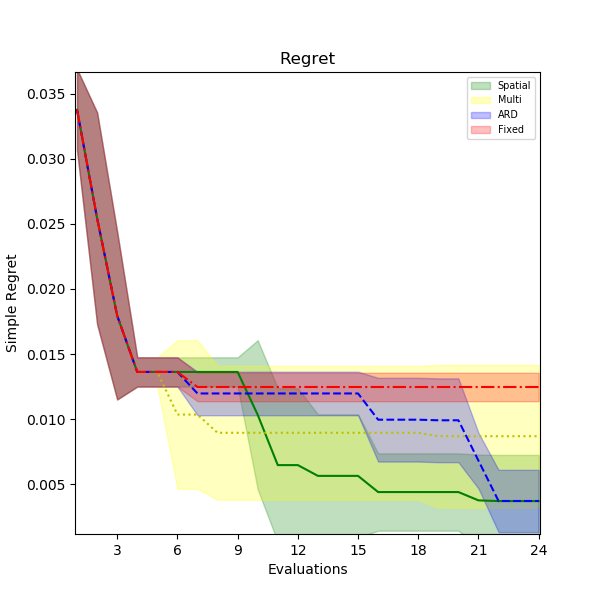 Regret
Spatial
Multi
ARD
Fixed
Simple Regret
0.035
0.030
0.025
0.020
0.015
0.010
0.005
3 6 9 12 15 18 21 24
Evaluations